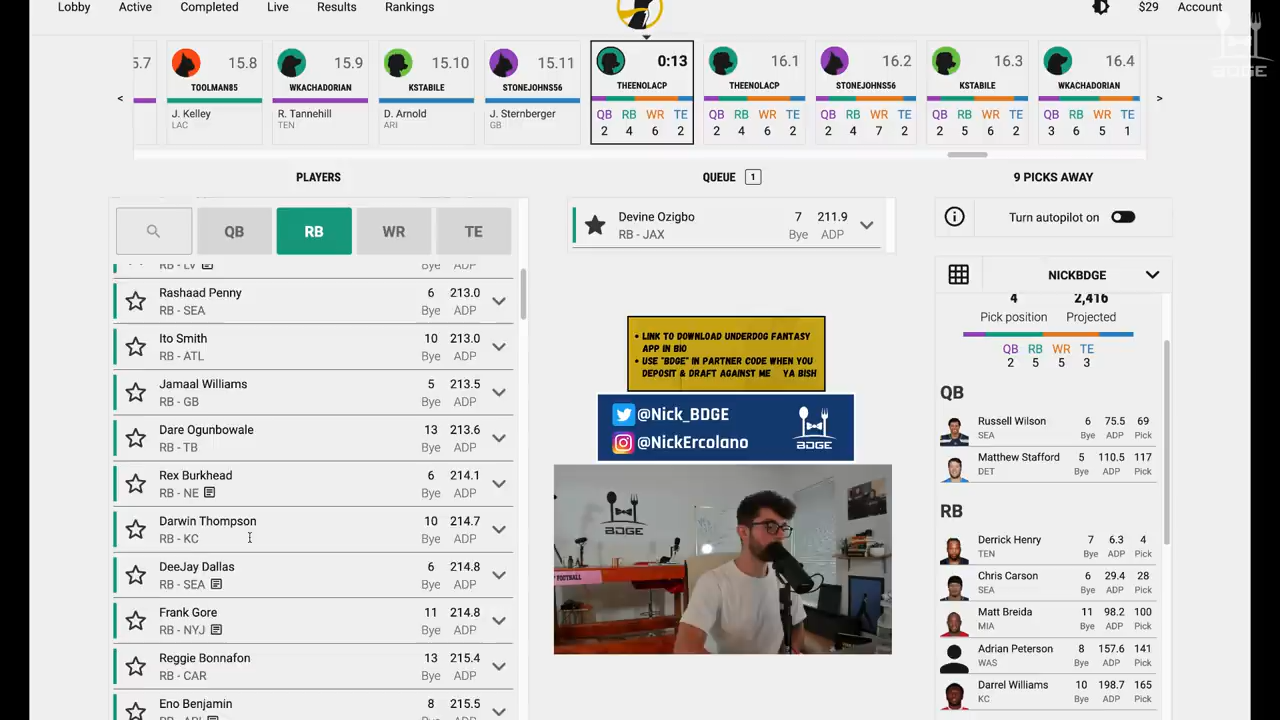 Lobby Active Completed Live Results Rankings $29 Account
BDGE
5.7 15.8 15.9 15.10 15.11 0:13 16.1 16.2 16.3 16.4
TOOLMAN85 WKACHADORIAN KSTABILE STONEJOHNS56 THEENOLACP THEENOLACP STONEJOHNS56 KSTABILE WKACHADORIAN
< >
J. Kelley R. Tannehill D. Arnold J. Sternberger QB RB WR TE QB RB WR TE QB RB WR TE QB RB WR TE QB RB WR TE
LAC TEN ARI GB 2 4 6 2 2 4 6 2 2 4 7 2 2 5 6 2 3 6 5 1
PLAYERS
QB RB WR TE
RB - LV
Rashaad Penny 6 213.0
RB - SEA Bye ADP
Ito Smith 10 213.0
RB - ATL Bye ADP
Jamaal Williams 5 213.5
RB - GB Bye ADP
Dare Ogunbowale 13 213.6
RB - TB Bye ADP
Rex Burkhead 6 214.1
RB - NE Bye ADP
Darwin Thompson 10 214.7
RB - KC Bye ADP
DeeJay Dallas 6 214.8
RB - SEA Bye ADP
Frank Gore 11 214.8
RB - NYJ Bye ADP
Reggie Bonnafon 13 215.4
RB - CAR Bye ADP
Eno Benjamin 8 215.5
QUEUE 1
Devine Ozigbo 7 211.9
RB - JAX Bye ADP
• LINK TO DOWNLOAD UNDERDOG FANTASY
APP IN BIO
• USE "BDGE" IN PARTNER CODE WHEN YOU
DEPOSIT & DRAFT AGAINST ME YA BISH
@Nick_BDGE
@NickErcolano
BDGE
BDGE
FOOTBALL
9 PICKS AWAY
Turn autopilot on
NICKBDGE
4 2,416
Pick position Projected
QB RB WR TE
2 5 5 3
QB
Russell Wilson 6 75.5 69
SEA Bye ADP Pick
Matthew Stafford 5 110.5 117
DET Bye ADP Pick
RB
Derrick Henry 7 6.3 4
TEN Bye ADP Pick
Chris Carson 6 29.4 28
SEA Bye ADP Pick
Matt Breida 11 98.2 100
MIA Bye ADP Pick
Adrian Peterson 8 157.6 141
WAS Bye ADP Pick
Darrel Williams 10 198.7 165
KC Bye ADP Pick